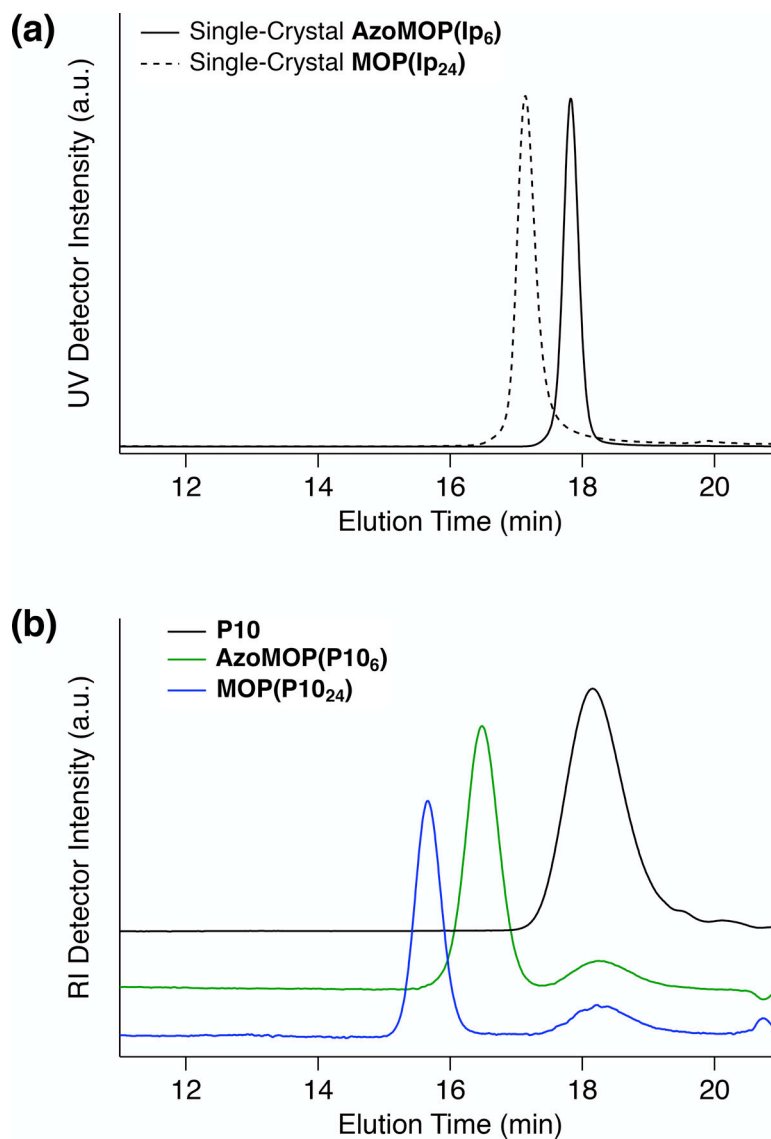 (a)
Single-Crystal AzoMOP(Ip6)
Single-Crystal MOP(Ip24)
UV Detector Instensity (a.u.)
12 14 16 18 20
Elution Time (min)
(b)
P10
AzoMOP(P106)
MOP(P1024)
RI Detector Intensity (a.u.)
12 14 16 18 20
Elution Time (min)